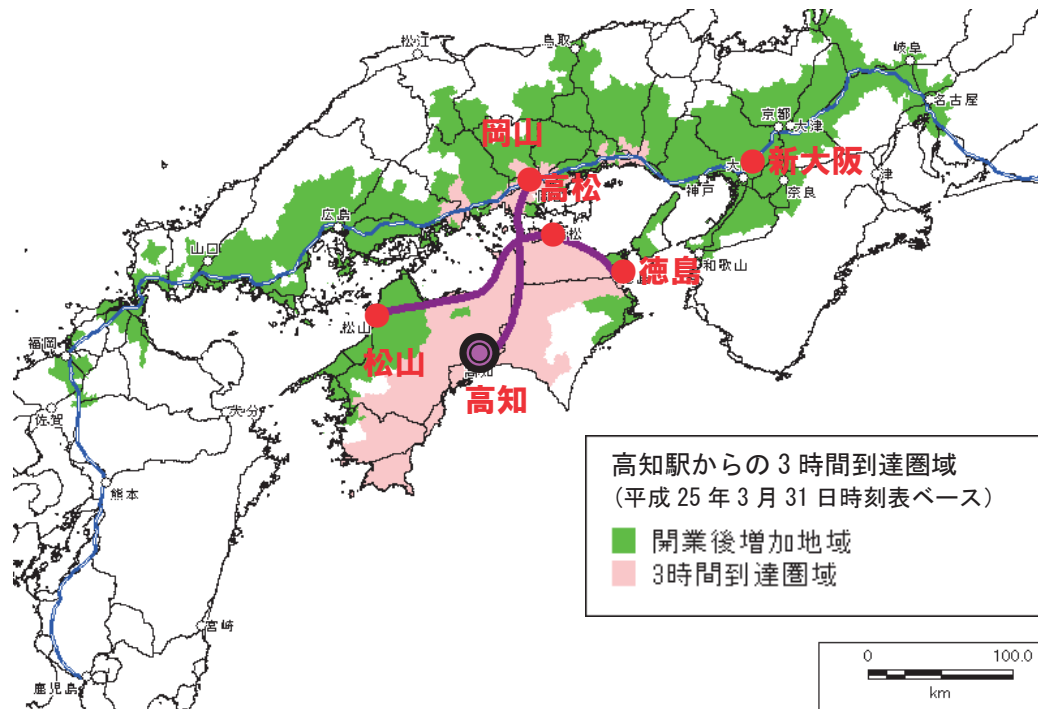 松江
鳥取
岐阜
名古屋
京都
大津
岡山
新大阪
大
奈良
津
高松
神戸
広島
山口
松
和歌山
徳島
松山
福岡
松山
高知
高知
佐賀
大分
熊本
宮崎
鹿児島
高知駅からの3時間到達圏域
（平成25年3月31日時刻表ベース）
開業後増加地域
3時間到達圏域
0 100.0
km